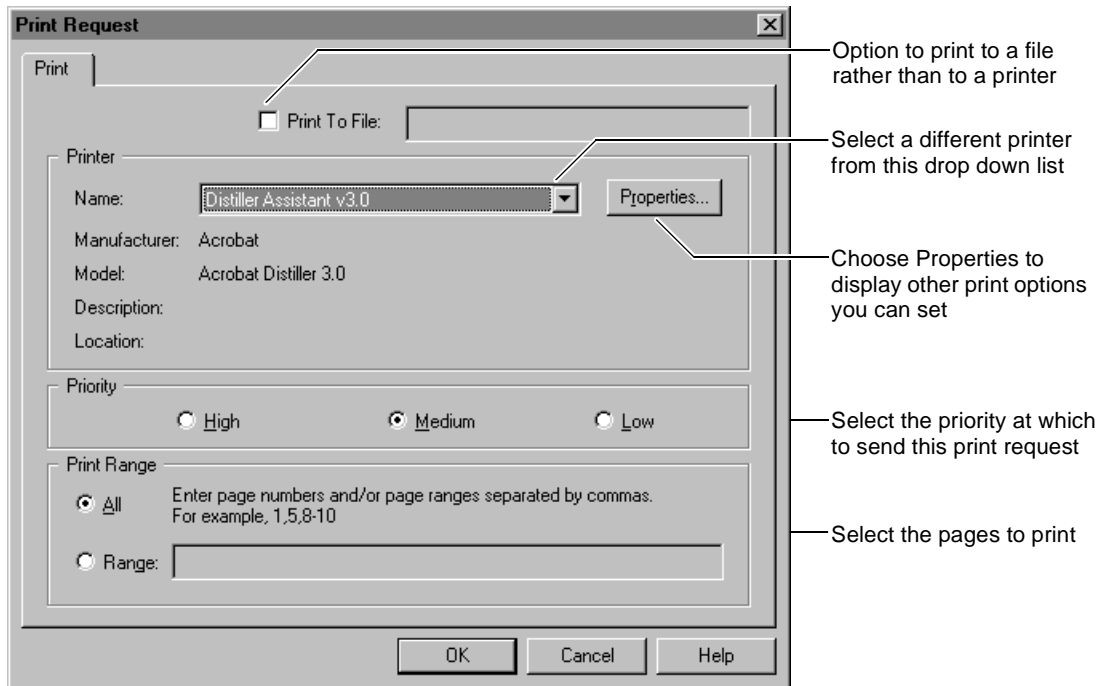 Print Request
Print
Option to print to a file
rather than to a printer
Print To File:
Select a different printer
from this drop down list
Printer
Name:
Distiller Assistant v3.0
Properties...
Manufacturer: Acrobat
Model: Acrobat Distiller 3.0
Choose Properties to
display other print options
you can set
Description:
Location:
Priority
High
Medium
Low
Select the priority at which
to send this print request
Print Range
All
Enter page numbers and/or page ranges separated by commas.
For example, 1,5,8-10
Select the pages to print
Range:
OK
Cancel
Help